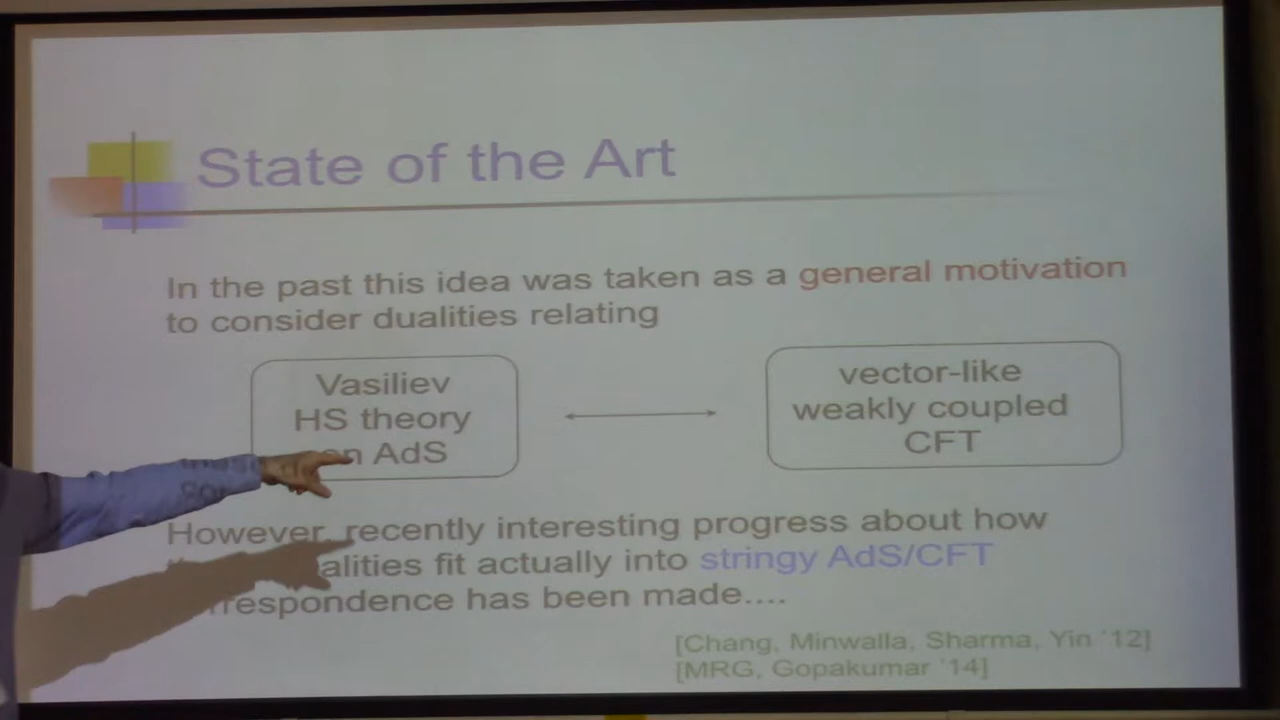 State of the Art
In the past this idea was taken as a general motivation
to consider dualities relating
Vasiliev
HS theory
on AdS
vector-like
weakly coupled
CFT
However, recently interesting progress about how
alities fit actually into stringy AdS/CFT
rrespondence has been made....
[Chang, Minwalla, Sharma, Yin '12]
[MRG, Gopakumar '14]